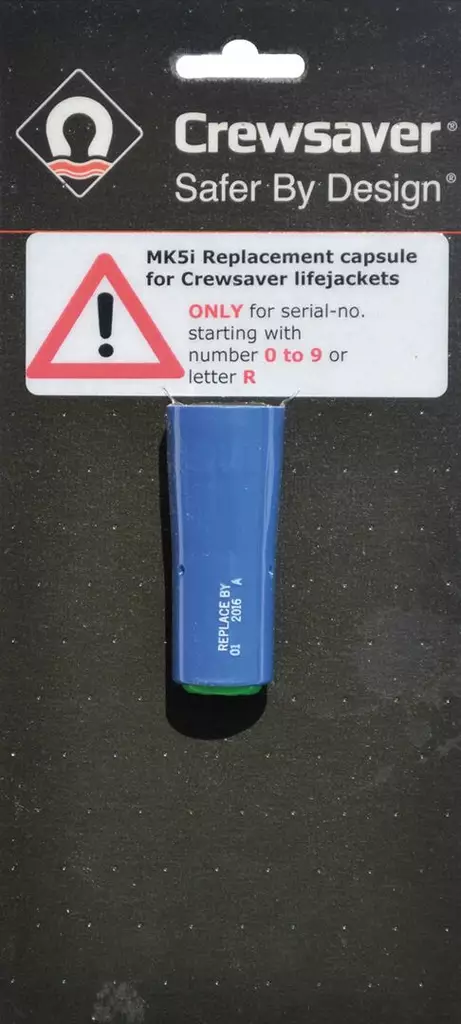 Crewsaver®
Safer By Design®
MK5i Replacement capsule
for Crewsaver lifejackets
ONLY for serial-no.
starting with
number 0 to 9 or
letter R
REPLACE BY
01 2016 A